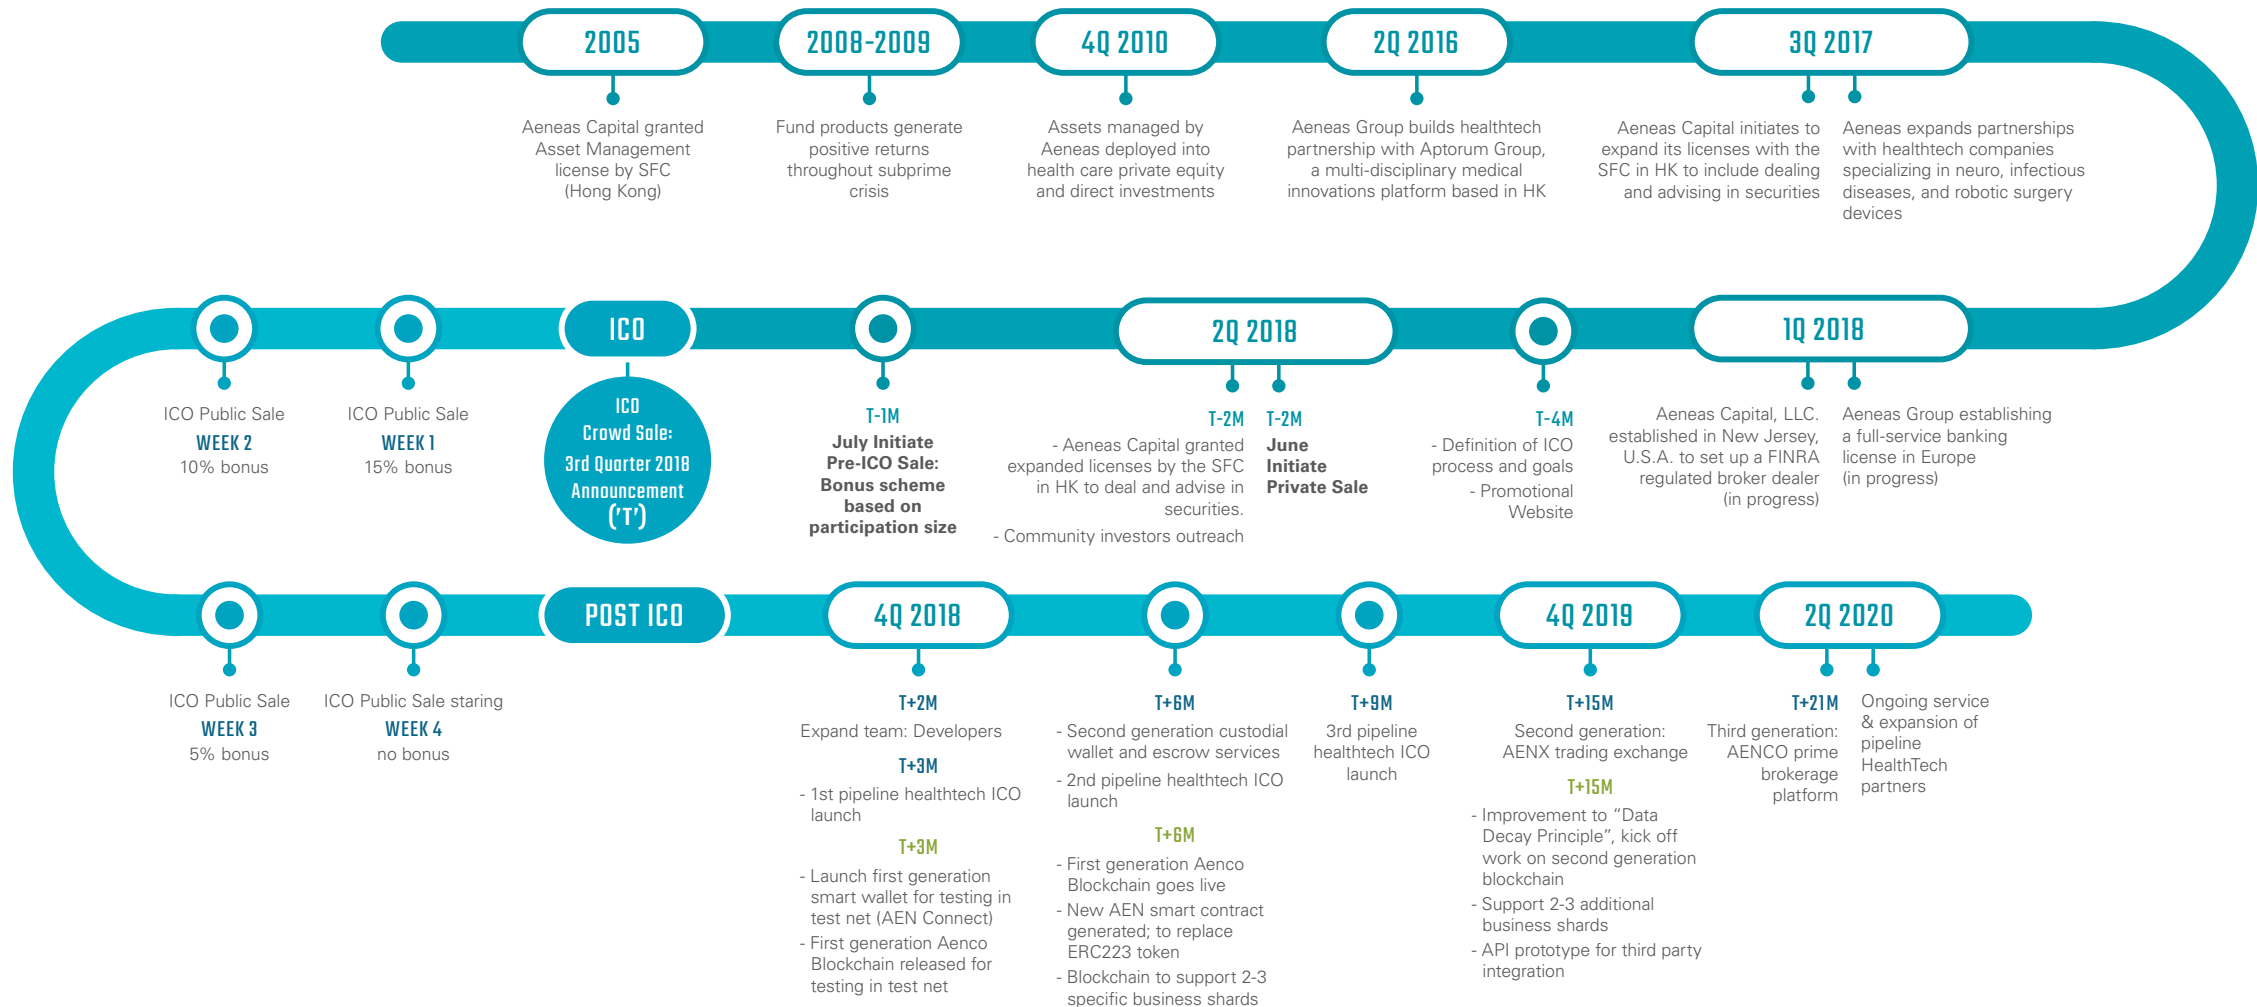 2005
Aeneas Capital granted
Asset Management
license by SFC
(Hong Kong)
2008-2009
Fund products generate
positive returns
throughout subprime
crisis
4Q 2010
Assets managed by
Aeneas deployed into
health care private equity
and direct investments
2Q 2016
Aeneas Group builds healthtech
partnership with Aptorum Group,
a multi-disciplinary medical
innovations platform based in HK
3Q 2017
Aeneas Capital initiates to
expand its licenses with the
SFC in HK to include dealing
and advising in securities
Aeneas expands partnerships
with healthtech companies
specializing in neuro, infectious
diseases, and robotic surgery
devices
1Q 2018
Aeneas Capital, LLC.
established in New Jersey,
U.S.A. to set up a FINRA
regulated broker dealer
(in progress)
Aeneas Group establishing
a full-service banking
license in Europe
(in progress)
T-4M
- Definition of ICO
process and goals
- Promotional
Website
2Q 2018
T-2M
- Aeneas Capital granted
expanded licenses by the SFC
in HK to deal and advise in
securities.
- Community investors outreach
T-2M
June
Initiate
Private Sale
T-1M
July Initiate
Pre-ICO Sale:
Bonus scheme
based on
participation size
ICO
ICO
Crowd Sale:
3rd Quarter 2018
Announcement
('T')
ICO Public Sale
WEEK 1
15% bonus
ICO Public Sale
WEEK 2
10% bonus
ICO Public Sale
WEEK 3
5% bonus
ICO Public Sale staring
WEEK 4
no bonus
POST ICO
4Q 2018
T+2M
Expand team: Developers
T+3M
- 1st pipeline healthtech ICO
launch
T+3M
- Launch first generation
smart wallet for testing in
test net (AEN Connect)
- First generation Aenco
Blockchain released for
testing in test net
T+6M
- Second generation custodial
wallet and escrow services
- 2nd pipeline healthtech ICO
launch
T+6M
- First generation Aenco
Blockchain goes live
- New AEN smart contract
generated; to replace
ERC223 token
- Blockchain to support 2-3
specific business shards
T+9M
3rd pipeline
healthtech ICO
launch
4Q 2019
T+15M
Second generation:
AENX trading exchange
T+15M
- Improvement to “Data
Decay Principle”, kick off
work on second generation
blockchain
- Support 2-3 additional
business shards
- API prototype for third party
integration
2Q 2020
T+21M
Third generation:
AENCO prime
brokerage
platform
Ongoing service
& expansion of
pipeline
HealthTech
partners